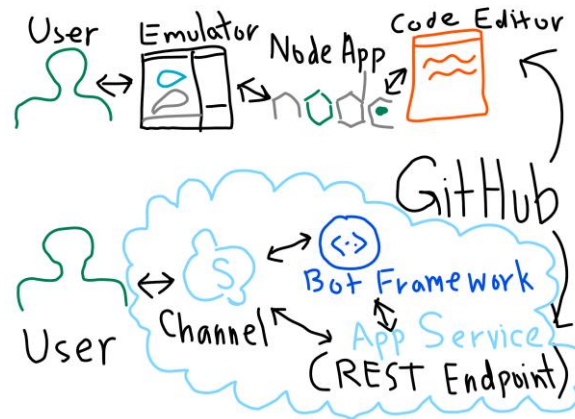 User
Emulator
Node App
Code Editor
node
GitHub
S
Bot Framework
Channel
User
App Service
(REST Endpoint)